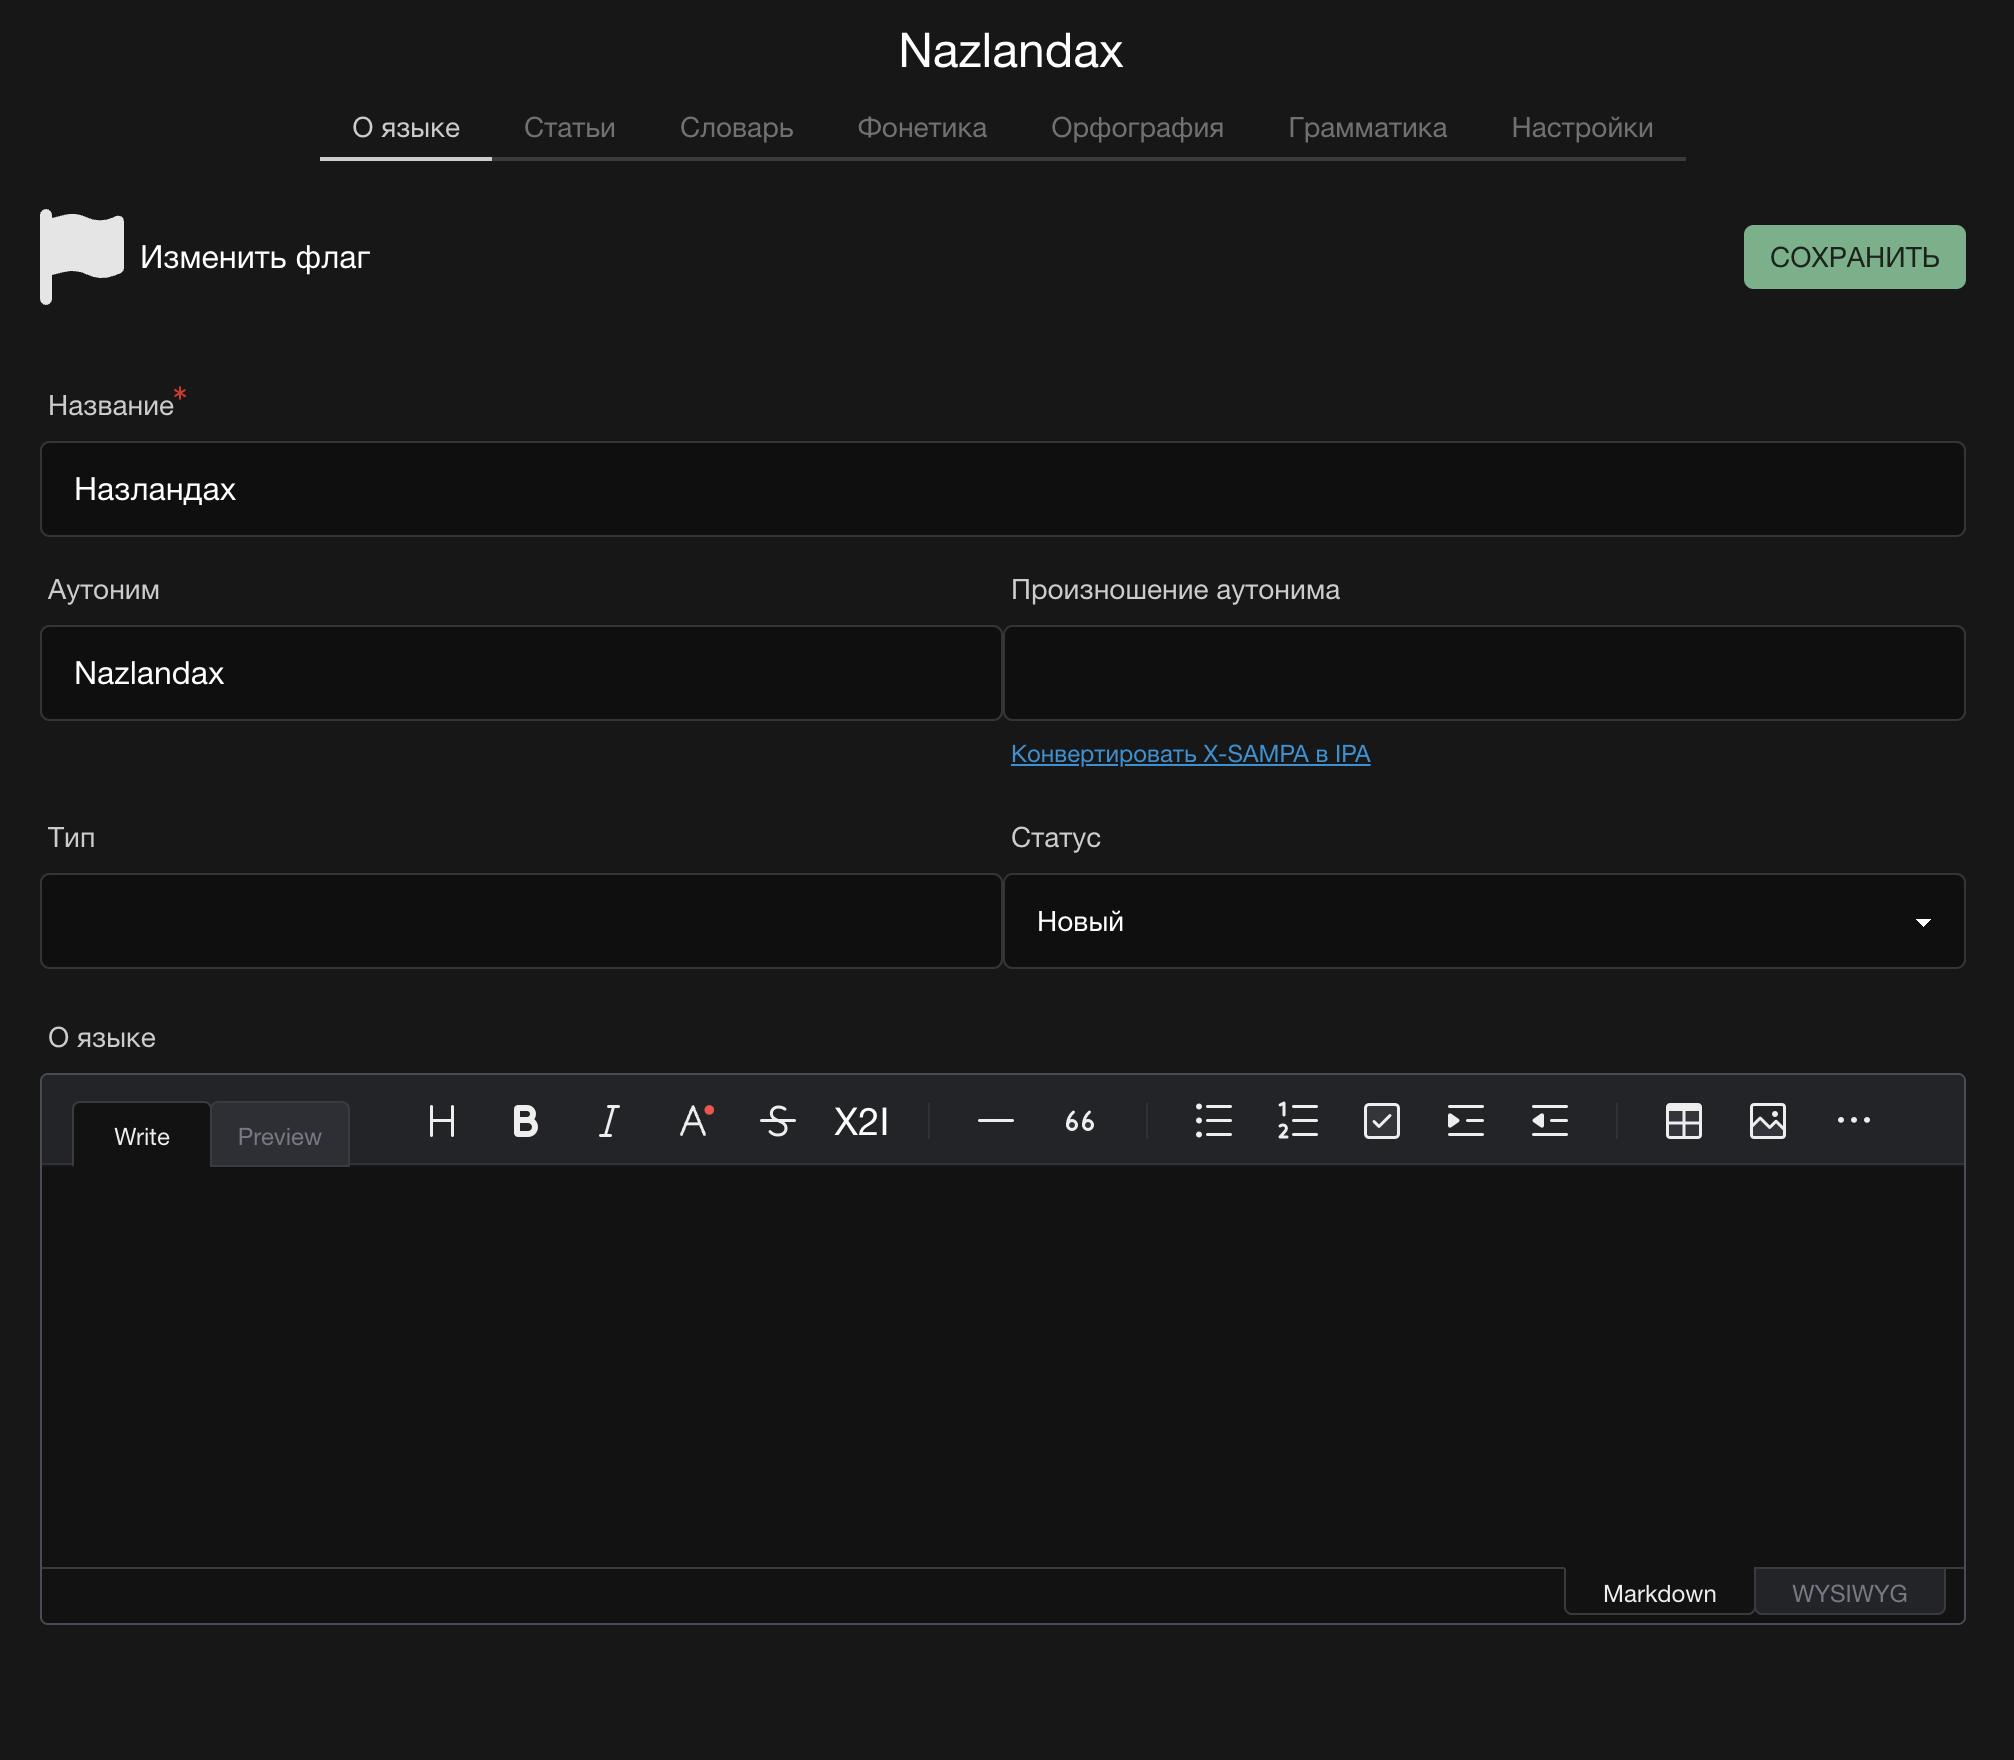 Nazlandax
О языке Статьи Словарь Фонетика Орфография Грамматика Настройки
Изменить флаг
СОХРАНИТЬ
Название*
Назландах
Аутоним Произношение аутонима
Nazlandax
Конвертировать X-SAMPA в IPA
Тип Статус
Новый
О языке
Write Preview H B I A S X2I 66
Markdown WYSIWYG